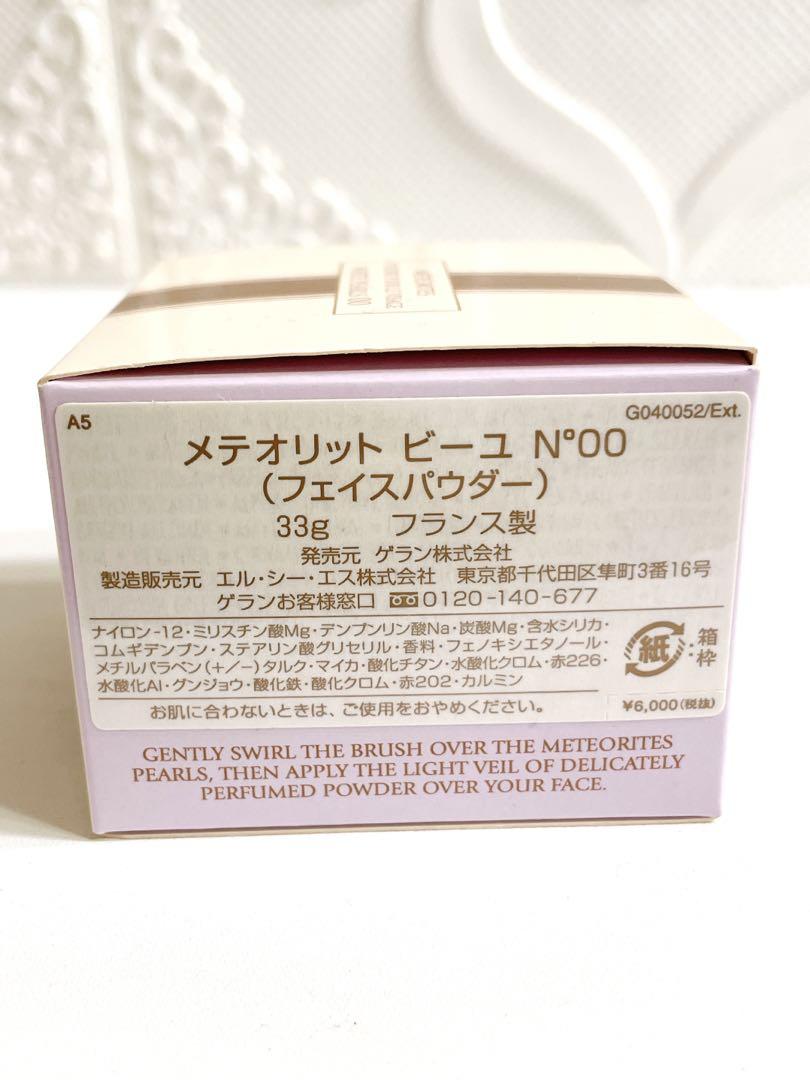 A5
G040052/Ext.
メテオリット ビーユ N°00
(フェイスパウダー)
33g フランス製
発売元 ゲラン株式会社
製造販売元 エル・シー・エス株式会社 東京都千代田区隼町3番16号
ゲランお客様窓口 0120-140-677
ナイロン-12・ミリスチン酸Mg・デンプンリン酸Na・炭酸Mg・含水シリカ・
コムギデンプン・ステアリン酸グリセリル・香料・フェノキシエタノール・
メチルパラベン(+/−)タルク・マイカ・酸化チタン・水酸化クロム・赤226・
水酸化Al・グンジョウ・酸化鉄・酸化クロム・赤202・カルミン
紙
:箱
枠
お肌に合わないときは、ご使用をおやめください。
¥6,000(税抜)
GENTLY SWIRL THE BRUSH OVER THE METEORITES
PEARLS, THEN APPLY THE LIGHT VEIL OF DELICATELY
PERFUMED POWDER OVER YOUR FACE.